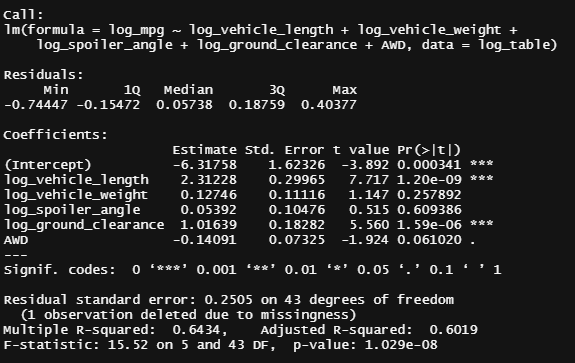 Call:
lm(formula = log_mpg ~ log_vehicle_length + log_vehicle_weight +
    log_spoiler_angle + log_ground_clearance + AWD, data = log_table)

Residuals:
     Min       1Q   Median       3Q      Max
-0.74447 -0.15472  0.05738  0.18759  0.40377

Coefficients:
                     Estimate Std. Error t value Pr(>|t|)
(Intercept)          -6.31758    1.62326  -3.892 0.000341 ***
log_vehicle_length    2.31228    0.29965   7.717 1.20e-09 ***
log_vehicle_weight    0.12746    0.11116   1.147 0.257892
log_spoiler_angle     0.05392    0.10476   0.515 0.609386
log_ground_clearance  1.01639    0.18282   5.560 1.59e-06 ***
AWD                  -0.14091    0.07325  -1.924 0.061020 .
---
Signif. codes:  0 ‘***’ 0.001 ‘**’ 0.01 ‘*’ 0.05 ‘.’ 0.1 ‘ ’ 1

Residual standard error: 0.2505 on 43 degrees of freedom
  (1 observation deleted due to missingness)
Multiple R-squared:  0.6434,	Adjusted R-squared:  0.6019
F-statistic: 15.52 on 5 and 43 DF,  p-value: 1.029e-08